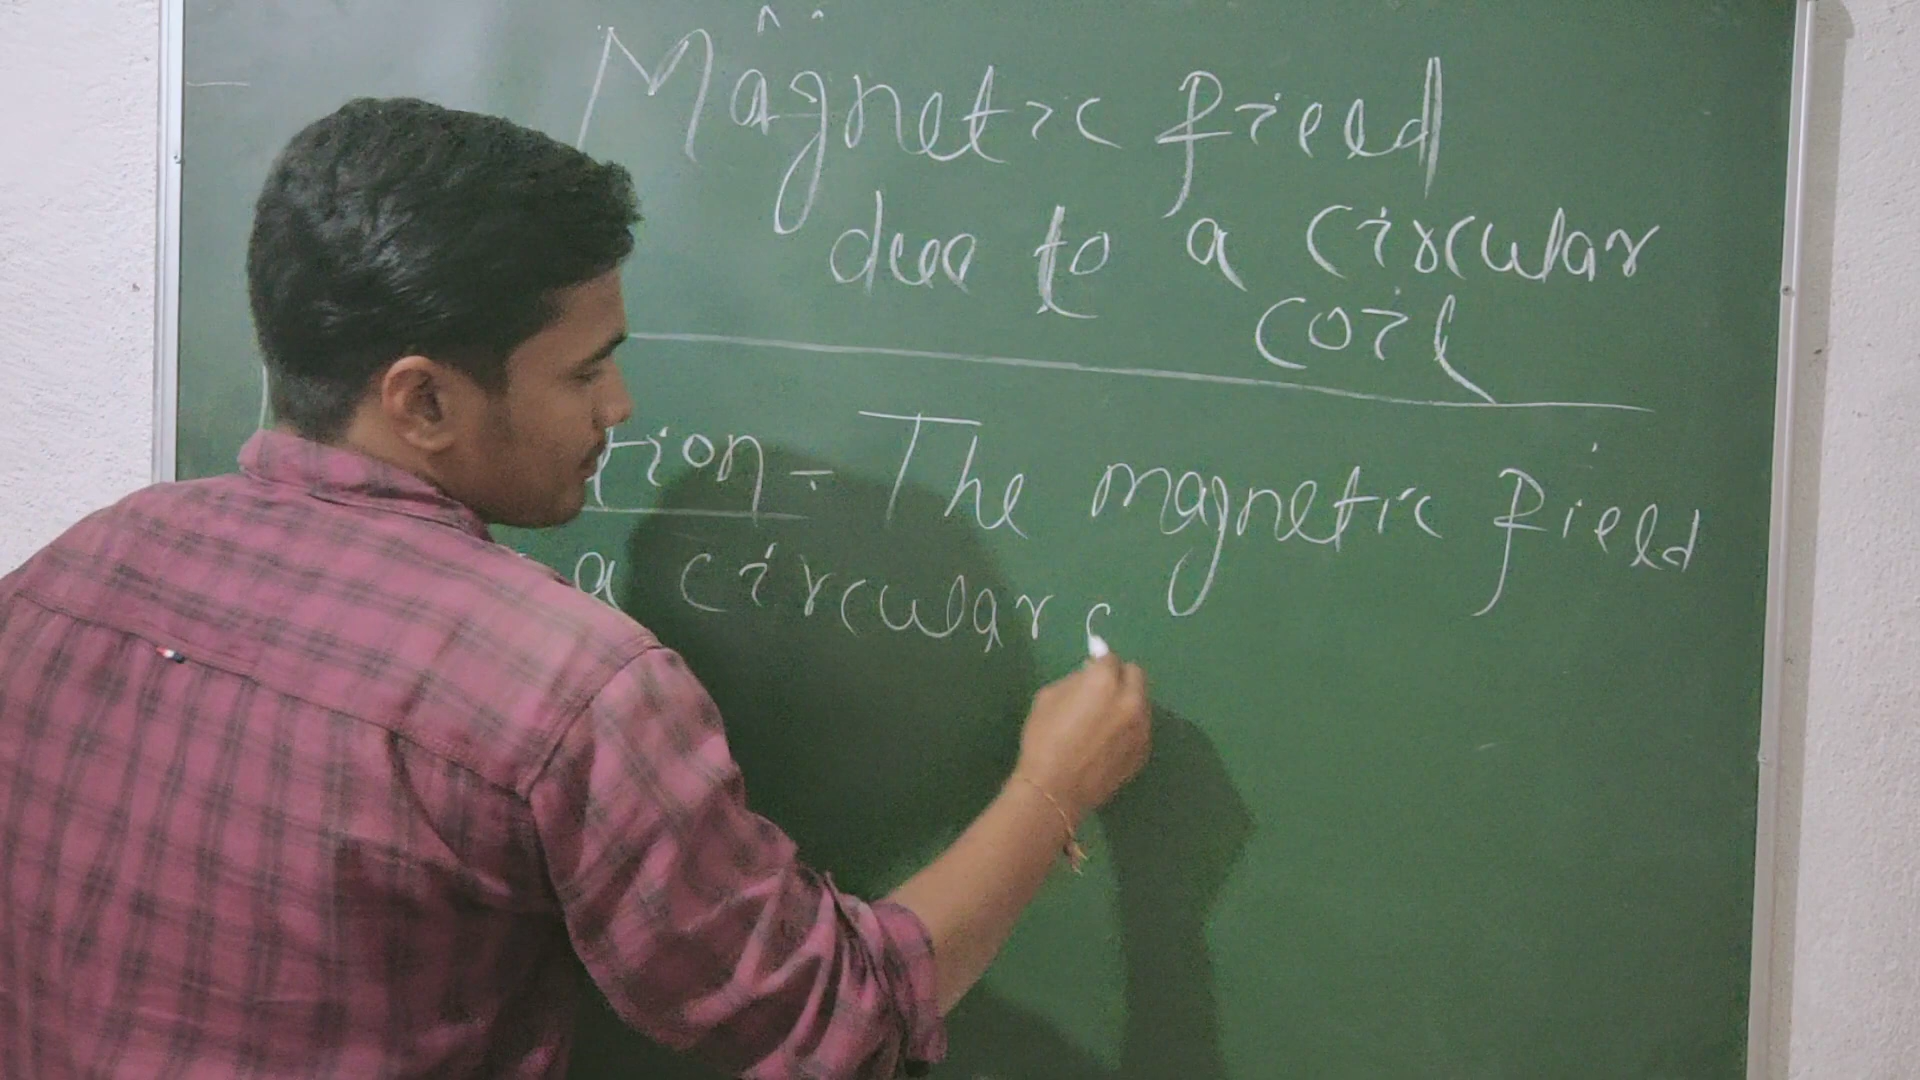 Magnetic field
due to a circular
coil
tion - The magnetic field
a circular c